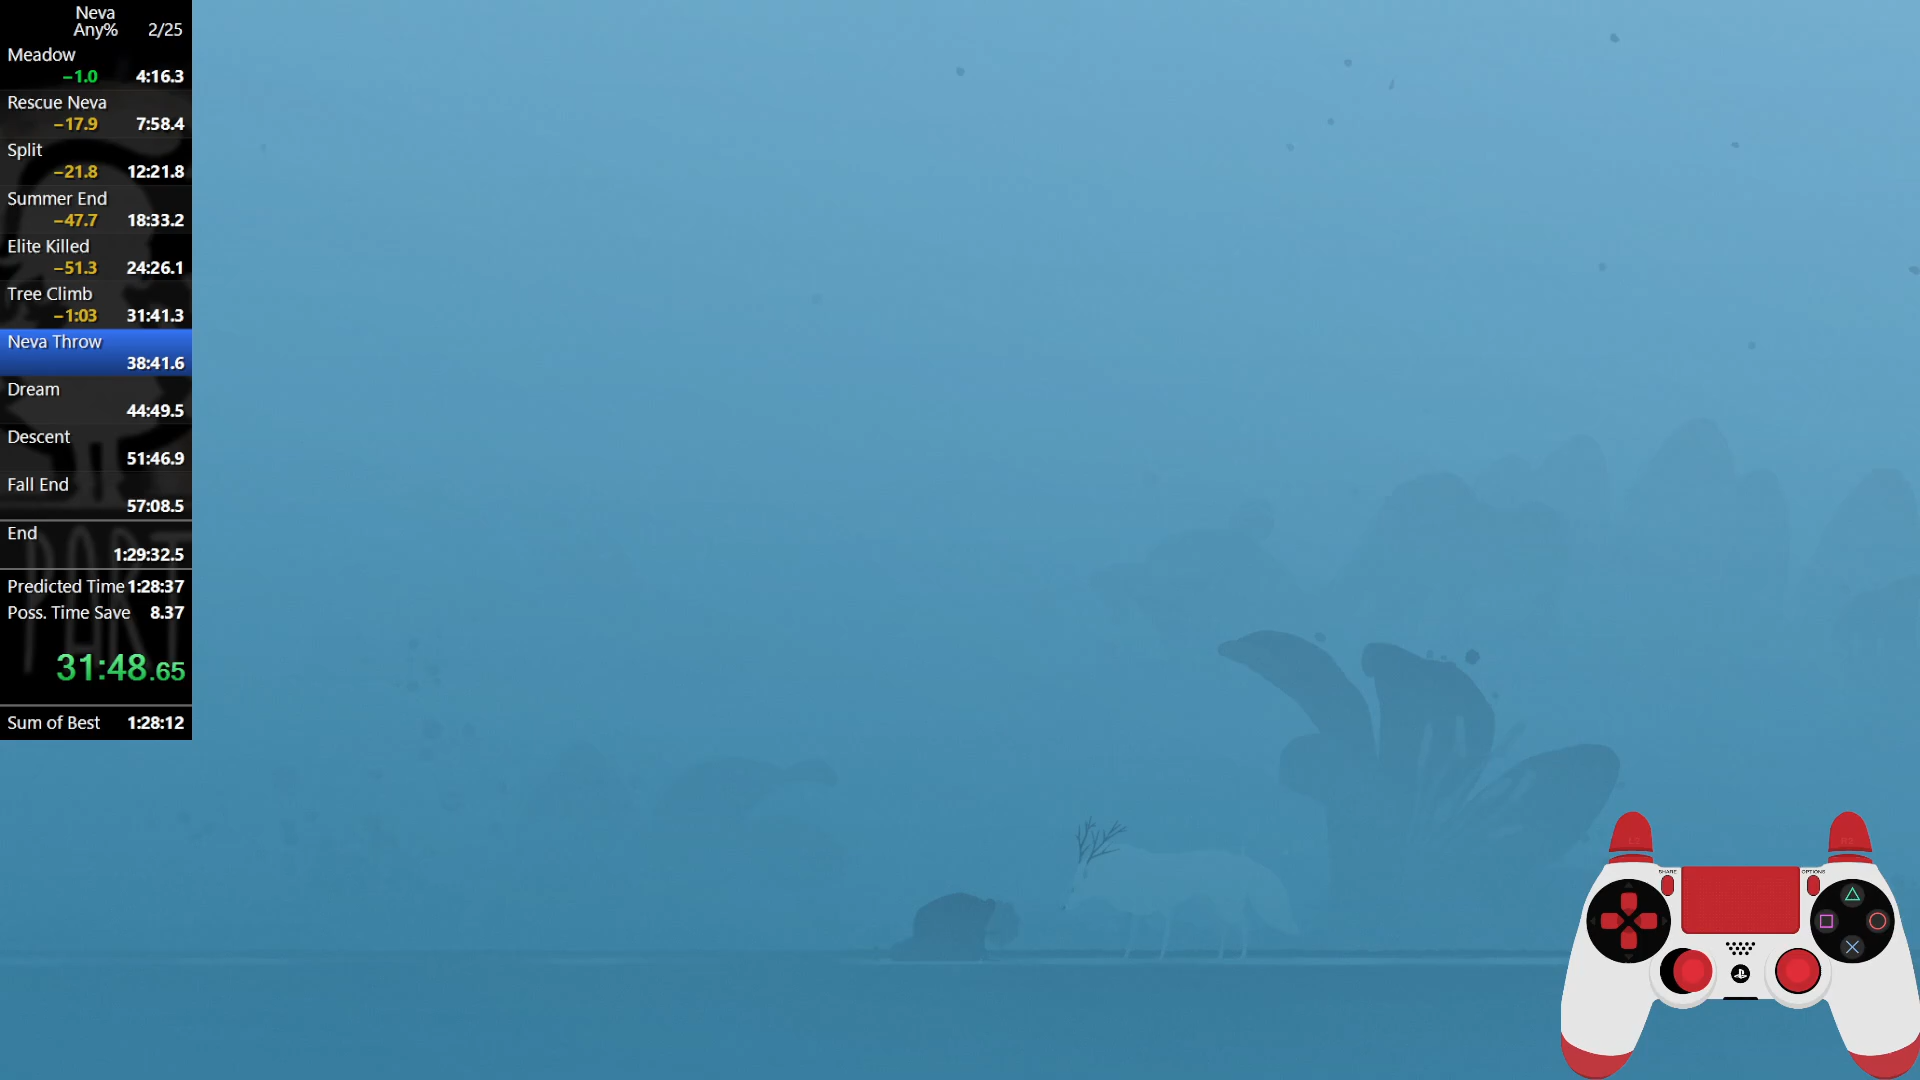 Neva
Any% 2/25
Meadow
−1.0 4:16.3
Rescue Neva
−17.9 7:58.4
Split
−21.8 12:21.8
Summer End
−47.7 18:33.2
Elite Killed
−51.3 24:26.1
Tree Climb
−1:03 31:41.3
Neva Throw
38:41.6
Dream
44:49.5
Descent
51:46.9
Fall End
57:08.5
End
1:29:32.5
Predicted Time 1:28:37
Poss. Time Save 8.37
31:48.65
Sum of Best 1:28:12
PART
SHARE
OPTIONS